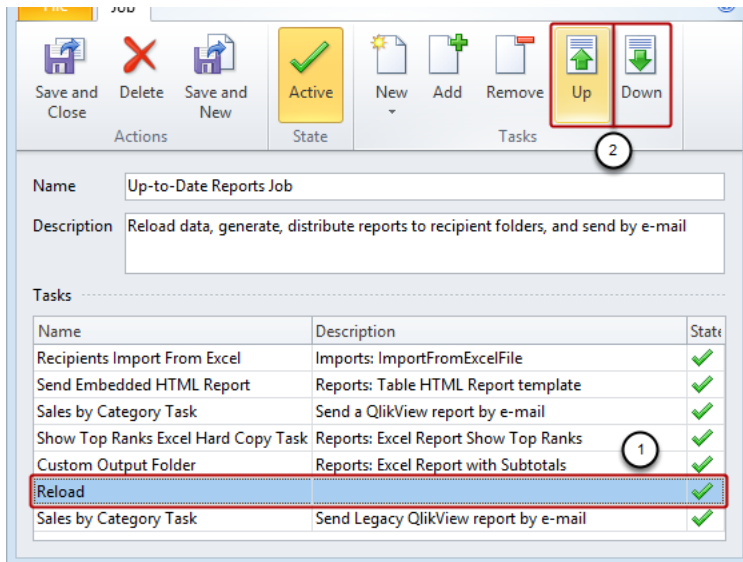 File Job
Save and Close
Delete
Save and New
Active
New
Add
Remove
Up
Down
Actions
State
Tasks
2
Name Up-to-Date Reports Job
Description Reload data, generate, distribute reports to recipient folders, and send by e-mail
Tasks
Name Description State
Recipients Import From Excel Imports: ImportFromExcelFile
Send Embedded HTML Report Reports: Table HTML Report template
Sales by Category Task Send a QlikView report by e-mail
Show Top Ranks Excel Hard Copy Task Reports: Excel Report Show Top Ranks
1
Custom Output Folder Reports: Excel Report with Subtotals
Reload
Sales by Category Task Send Legacy QlikView report by e-mail